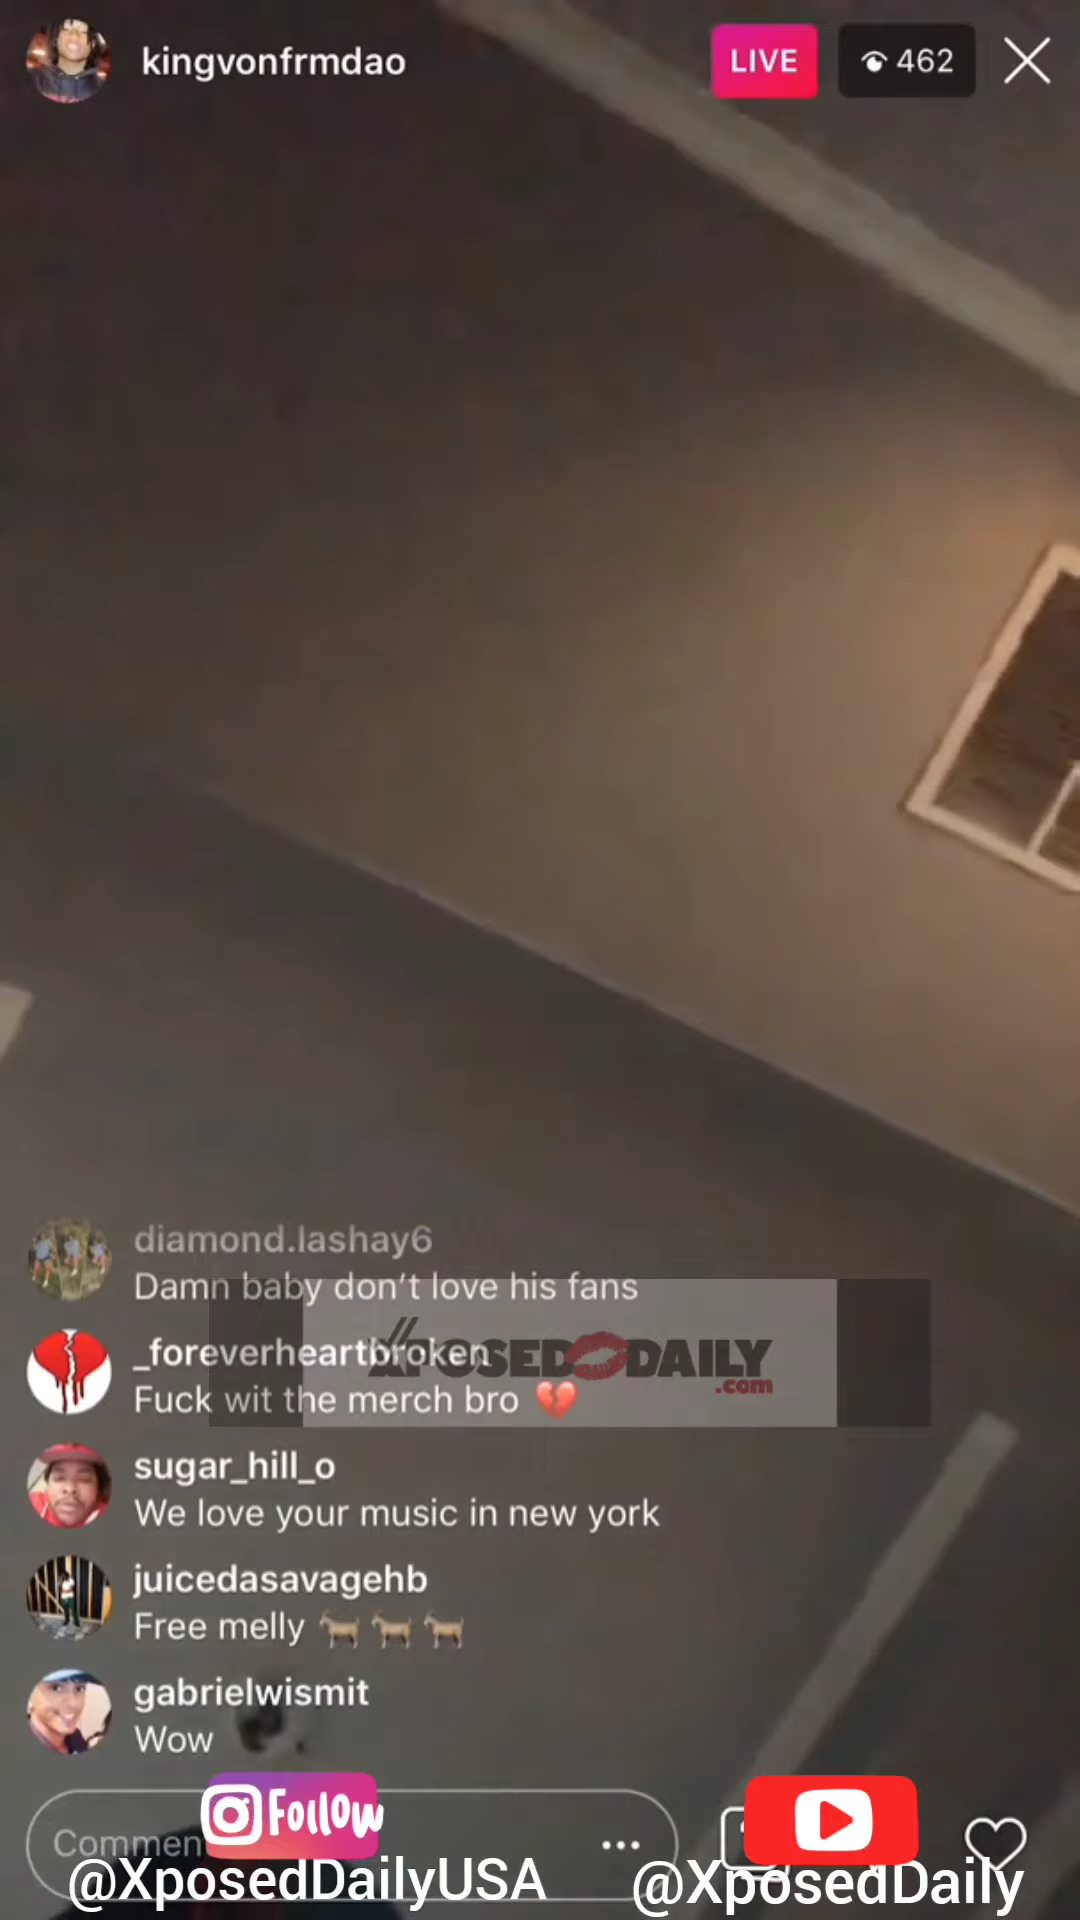 kingvonfrmdao
LIVE
462
diamond.lashay6
Damn baby don’t love his fans
_foreverheartbroken
Fuck wit the merch bro 💔
XPOSED DAILY
.com
sugar_hill_o
We love your music in new york
juicedasavagehb
Free melly 🐐🐐🐐
gabrielwismit
Wow
Follow
Commen
@XposedDailyUSA
@XposedDaily